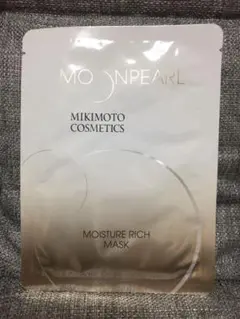 MOONPEARL
MIKIMOTO
COSMETICS
MOISTURE RICH
MASK